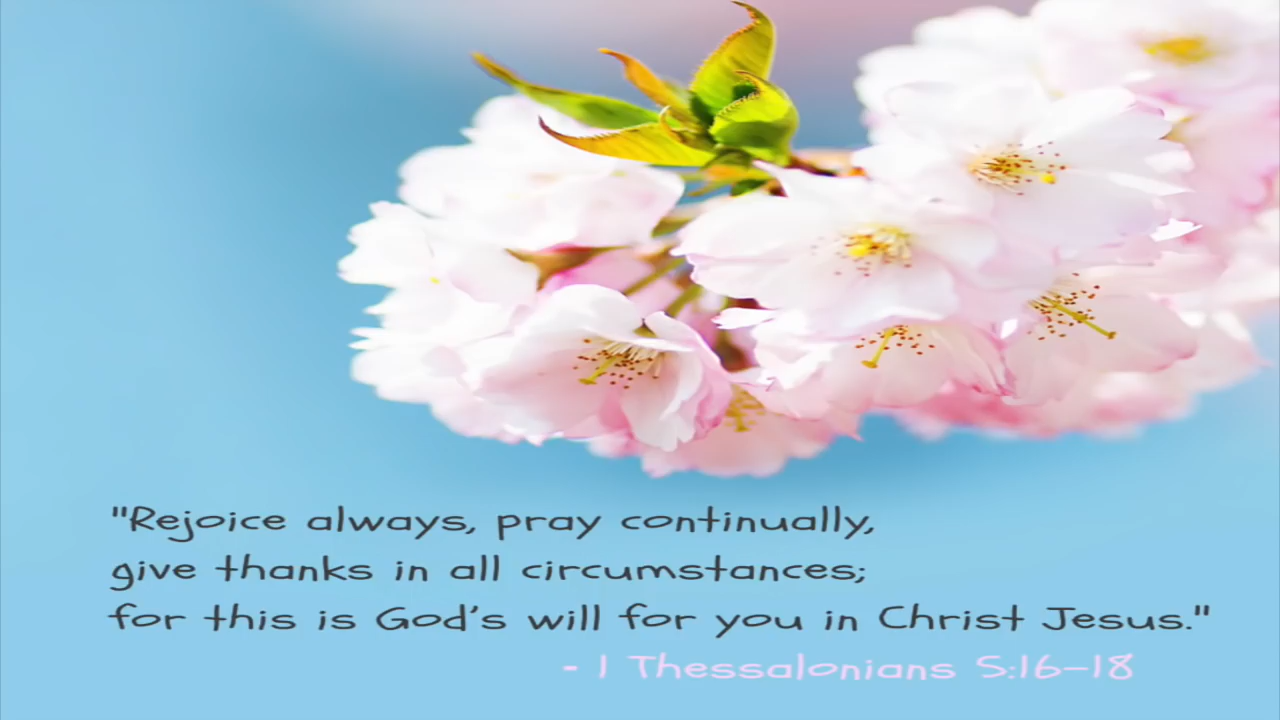 "Rejoice always, pray continually,
give thanks in all circumstances;
for this is God's will for you in Christ Jesus."
- 1 Thessalonians 5:16-18